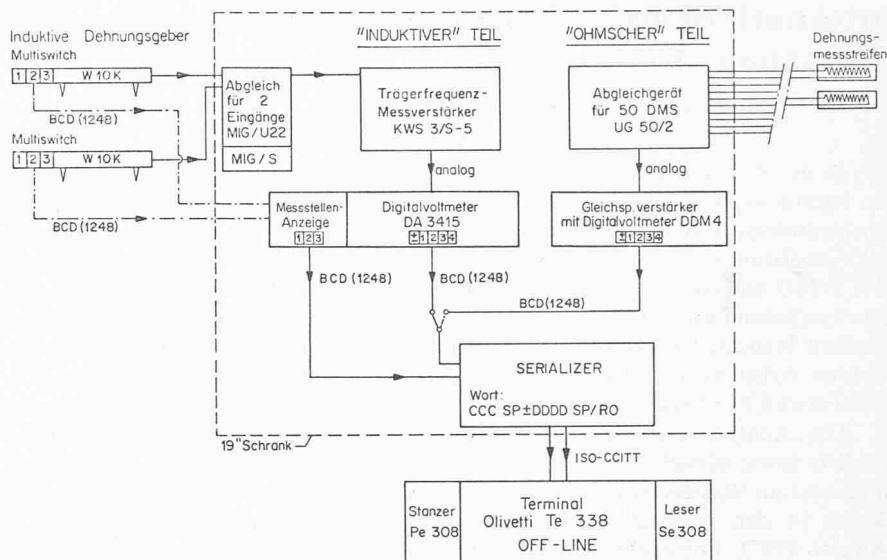 "INDUKTIVER" TEIL
"OHMSCHER" TEIL
Dehnungs-
messstreifen
Induktive Dehnungsgeber
Multiswitch
1 2 3
W 10 K
BCD (1248)
Multiswitch
1 2 3
W 10 K
BCD (1248)
Abgleich
für 2
Eingänge
MIG/U22
MIG/S
Trägerfrequenz-
Messverstärker
KWS 3/S-5
Abgleichgerät
für 50 DMS
UG 50/2
analog
analog
Messstellen-
Anzeige
1 2 3
Digitalvoltmeter
DA 3415
± 1 2 3 4
Gleichsp. verstärker
mit Digitalvoltmeter DDM4
± 1 2 3 4
BCD (1248)
BCD (1248)
BCD (1248)
SERIALIZER
Wort:
CCC SP±DDDD SP/RO
19" Schrank
ISO-CCITT
Stanzer
Pe 308
Terminal
Olivetti Te 338
OFF-LINE
Leser
Se 308